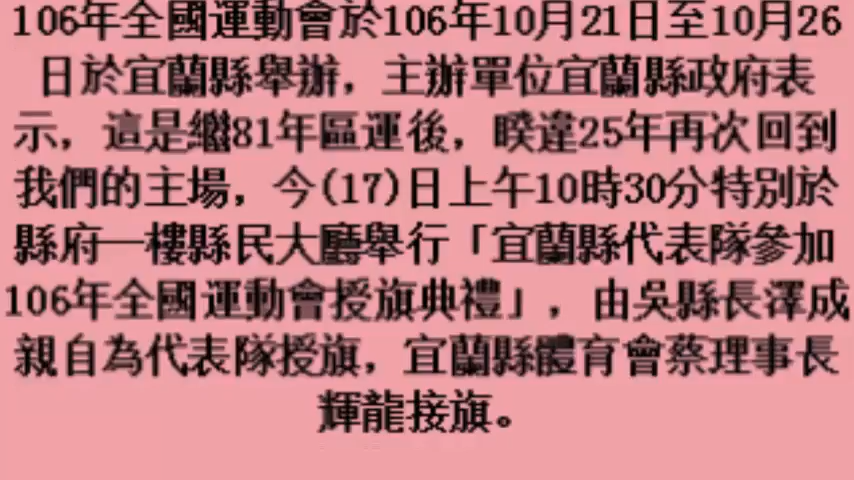 106年全國運動會於106年10月21日至10月26
日於宜蘭縣舉辦，主辦單位宜蘭縣政府表
示，這是繼81年區運後，睽違25年再次回到
我們的主場，今(17)日上午10時30分特別於
縣府一樓縣民大廳舉行「宜蘭縣代表隊參加
106年全國運動會授旗典禮」，由吳縣長澤成
親自為代表隊授旗，宜蘭縣體育會蔡理事長
輝龍接旗。